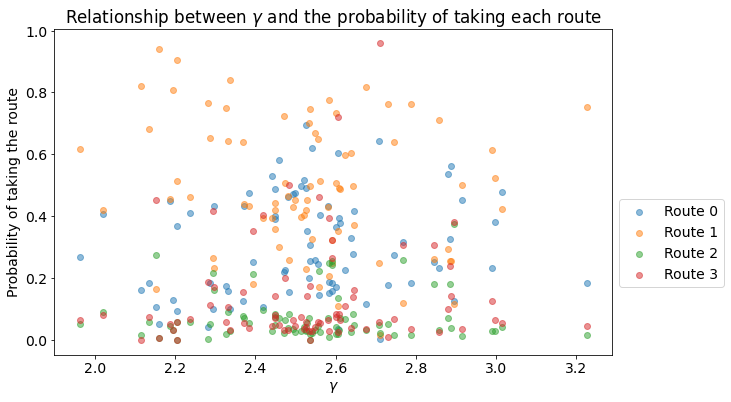 Relationship between γ and the probability of taking each route
Probability of taking the route
1.0
0.8
0.6
0.4
0.2
0.0
2.0 2.2 2.4 2.6 2.8 3.0 3.2
γ
Route 0
Route 1
Route 2
Route 3